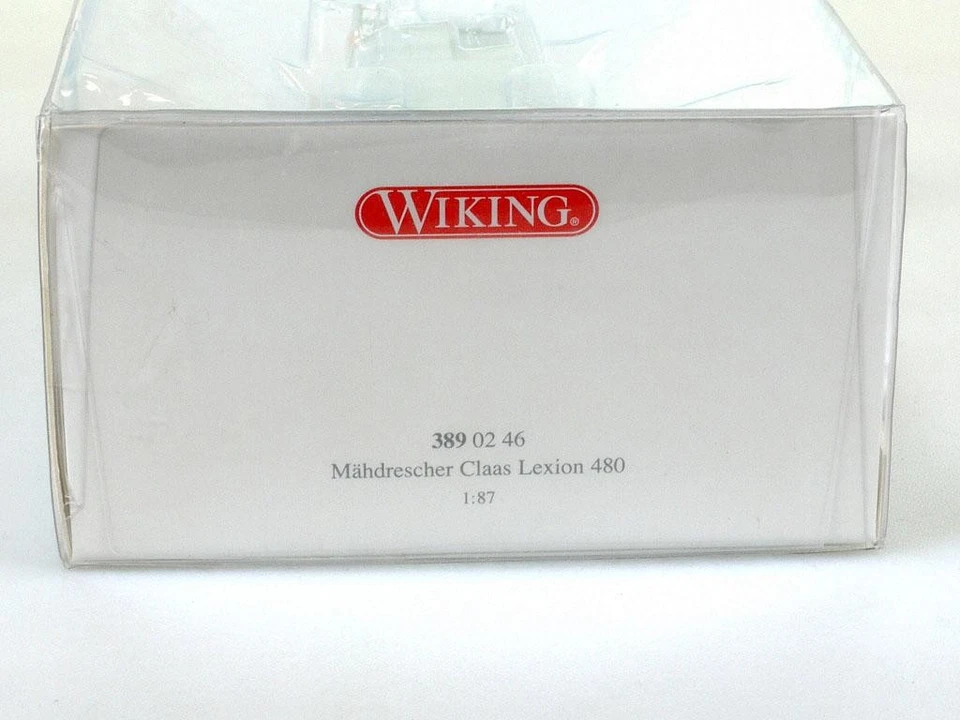 WIKING®
389 02 46
Mähdrescher Claas Lexion 480
1:87